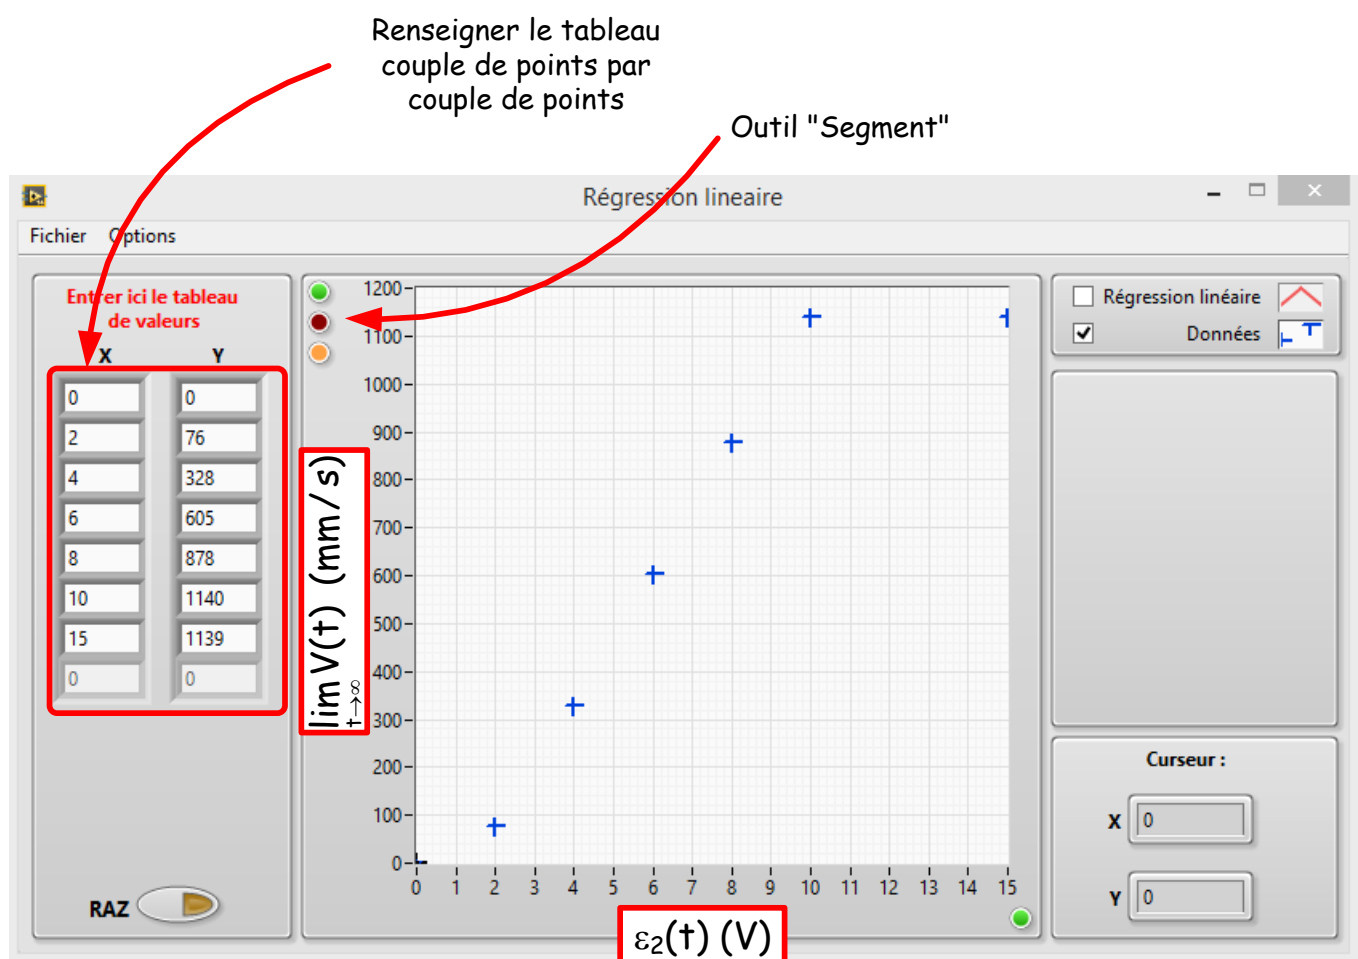 Renseigner le tableau
couple de points par
couple de points
Outil "Segment"
Régression lineaire
Fichier Options
Entrer ici le tableau
de valeurs
X Y
0 0
2 76
4 328
6 605
8 878
10 1140
15 1139
0 0
RAZ
lim V(t) (mm/s)
t→∞
1200
1100
1000
900
800
700
600
500
400
300
200
100
0
0 1 2 3 4 5 6 7 8 9 10 11 12 13 14 15
ε₂(t) (V)
Régression linéaire
Données
Curseur :
X 0
Y 0